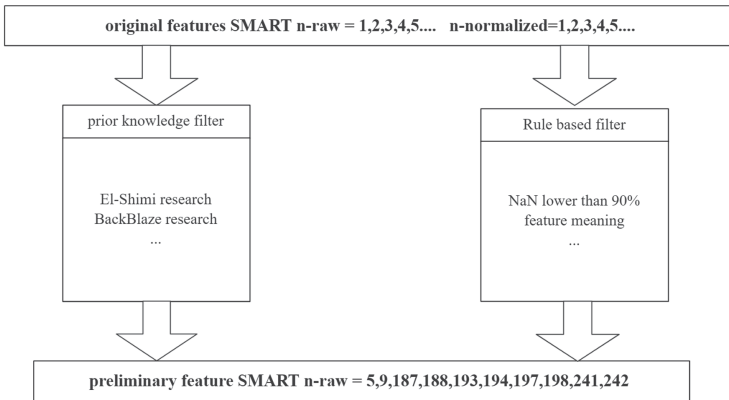 original features SMART n-raw = 1,2,3,4,5.... n-normalized=1,2,3,4,5....
prior knowledge filter
El-Shimi research
BackBlaze research
...
Rule based filter
NaN lower than 90%
feature meaning
...
preliminary feature SMART n-raw = 5,9,187,188,193,194,197,198,241,242